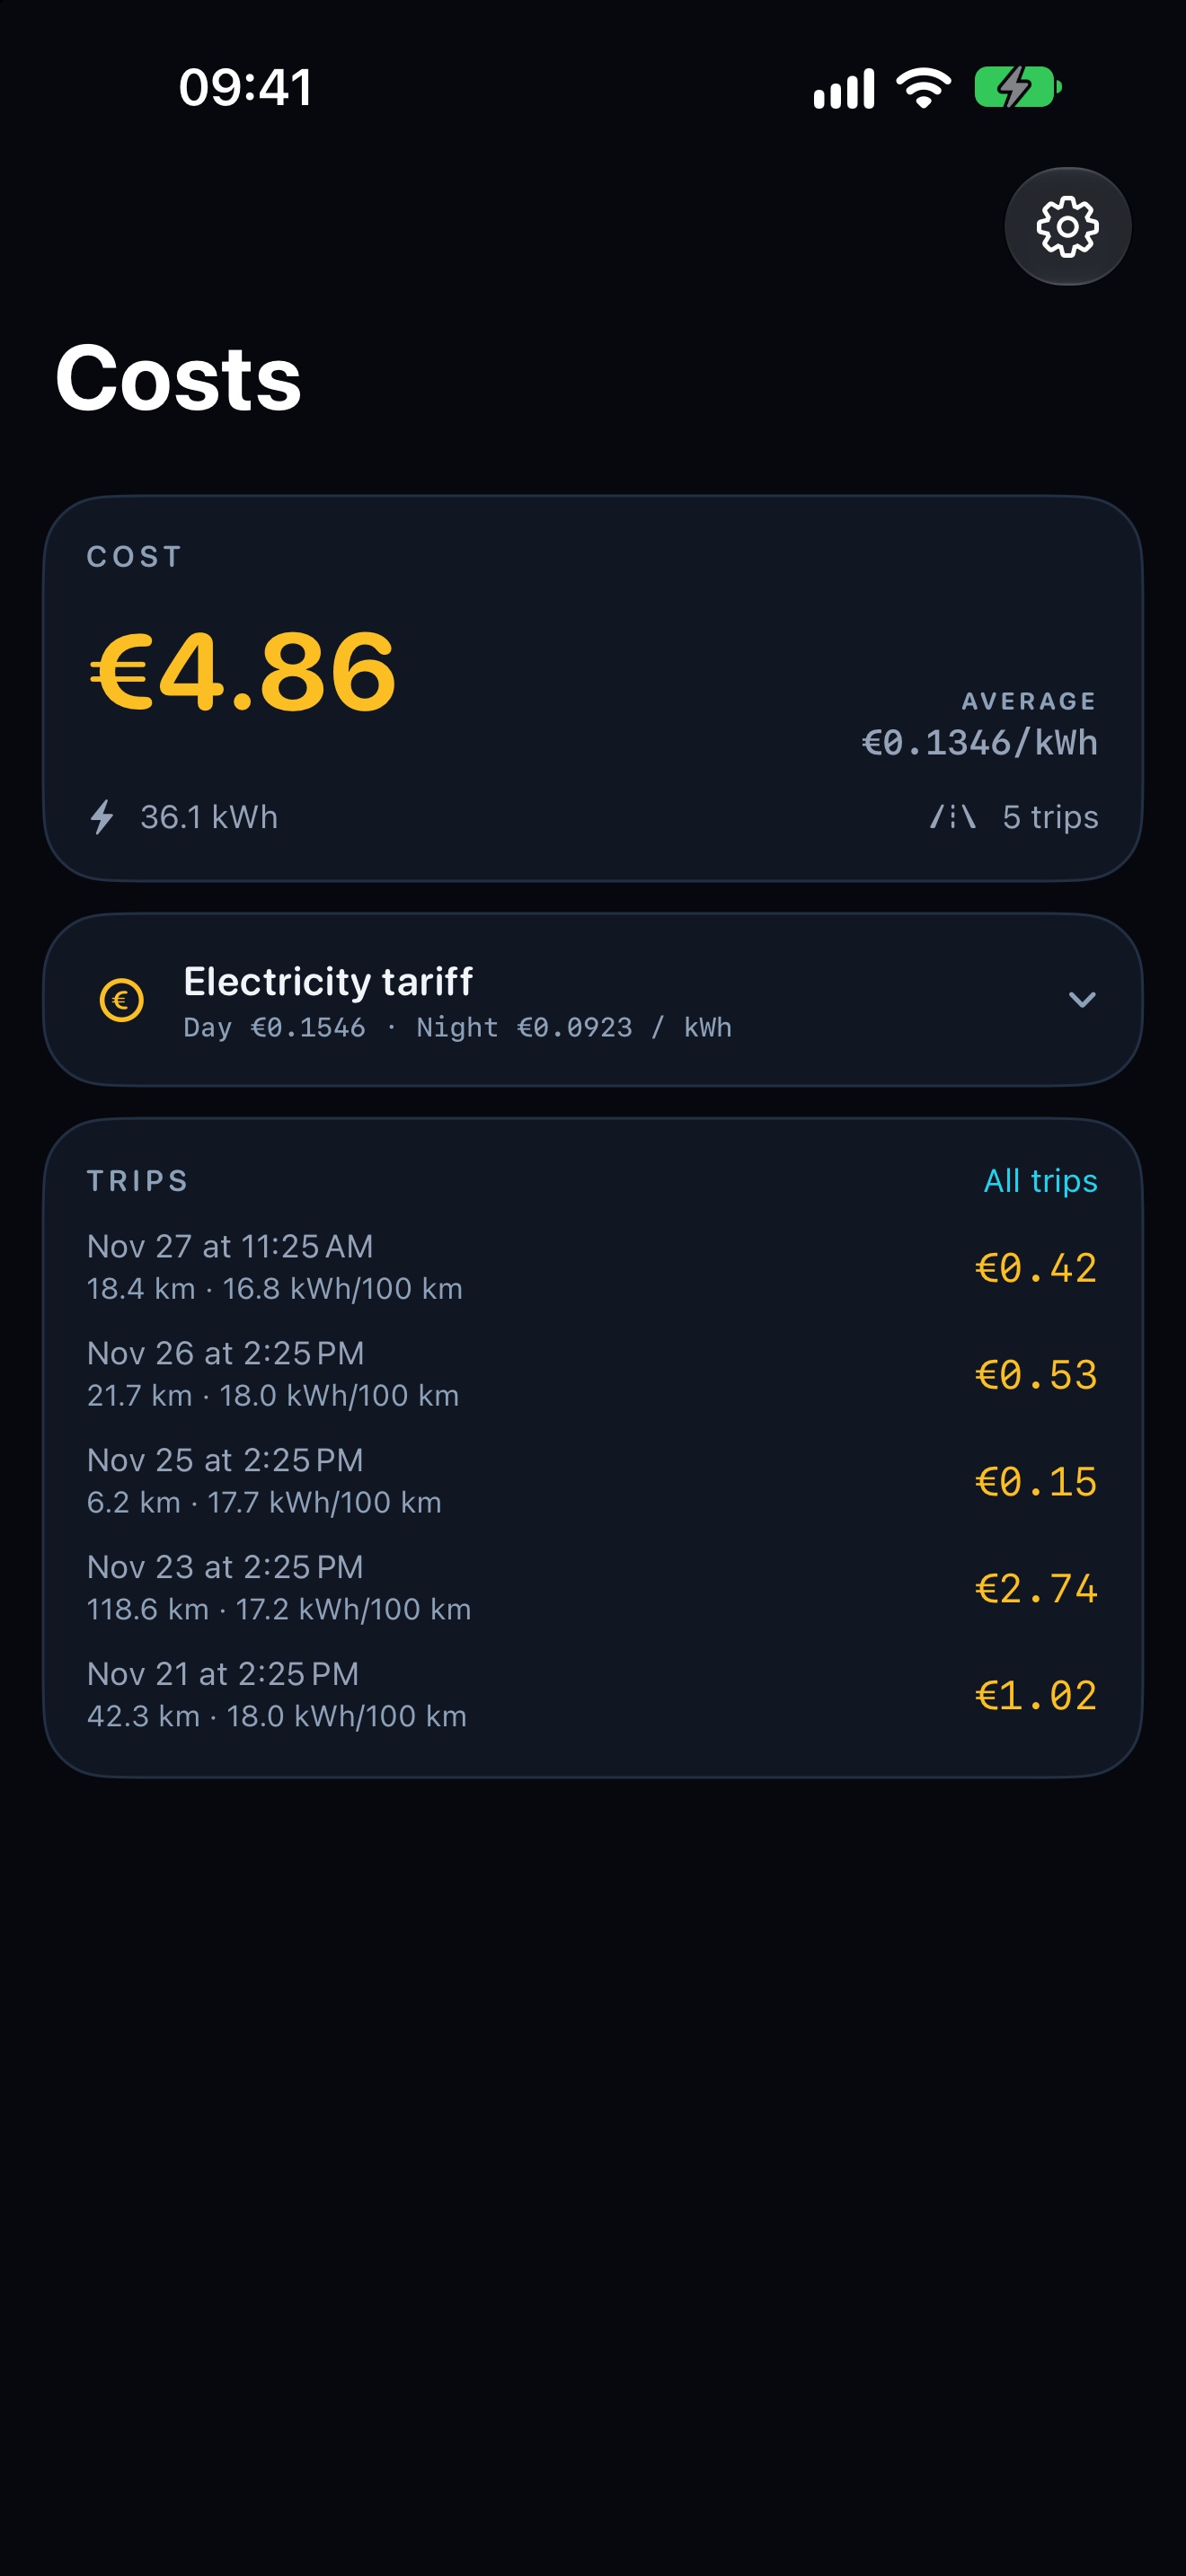 09:41
Costs
COST
€4.86
AVERAGE
€0.1346/kWh
36.1 kWh
5 trips
Electricity tariff
Day €0.1546 · Night €0.0923 / kWh
TRIPS
All trips
Nov 27 at 11:25 AM
18.4 km · 16.8 kWh/100 km
€0.42
Nov 26 at 2:25 PM
21.7 km · 18.0 kWh/100 km
€0.53
Nov 25 at 2:25 PM
6.2 km · 17.7 kWh/100 km
€0.15
Nov 23 at 2:25 PM
118.6 km · 17.2 kWh/100 km
€2.74
Nov 21 at 2:25 PM
42.3 km · 18.0 kWh/100 km
€1.02